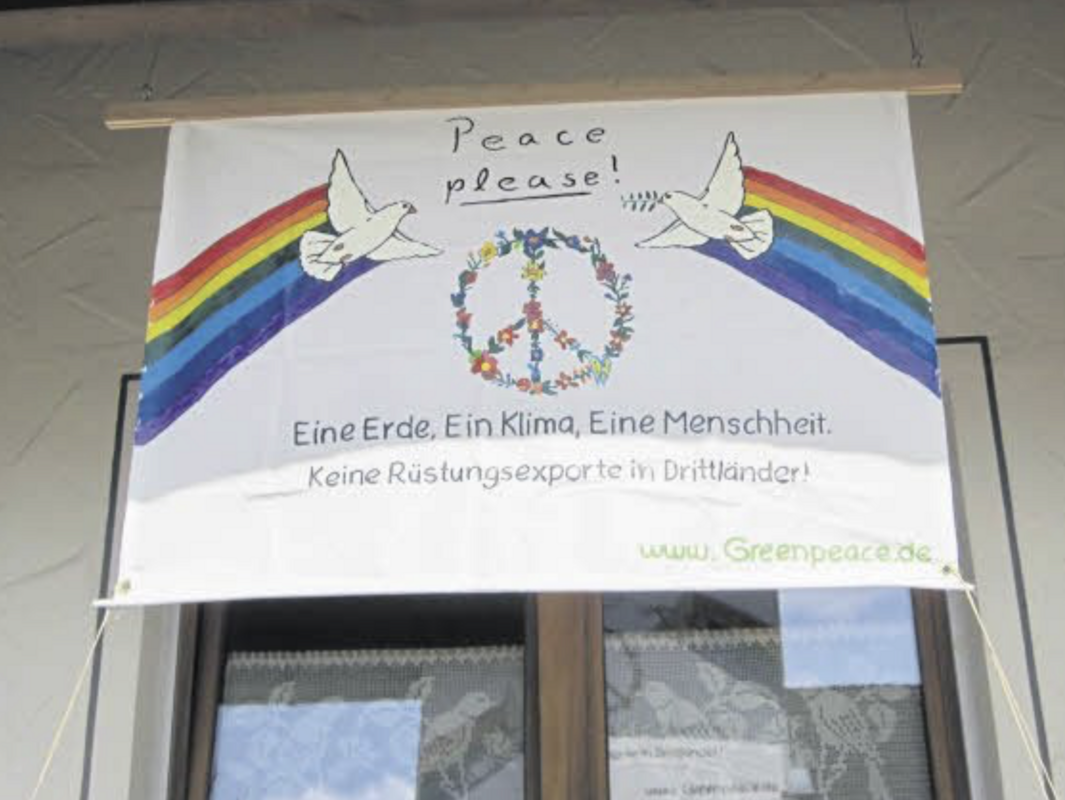 Peace
please!
Eine Erde, Ein Klima, Eine Menschheit.
Keine Rüstungsexporte in Drittländer!
www.Greenpeace.de